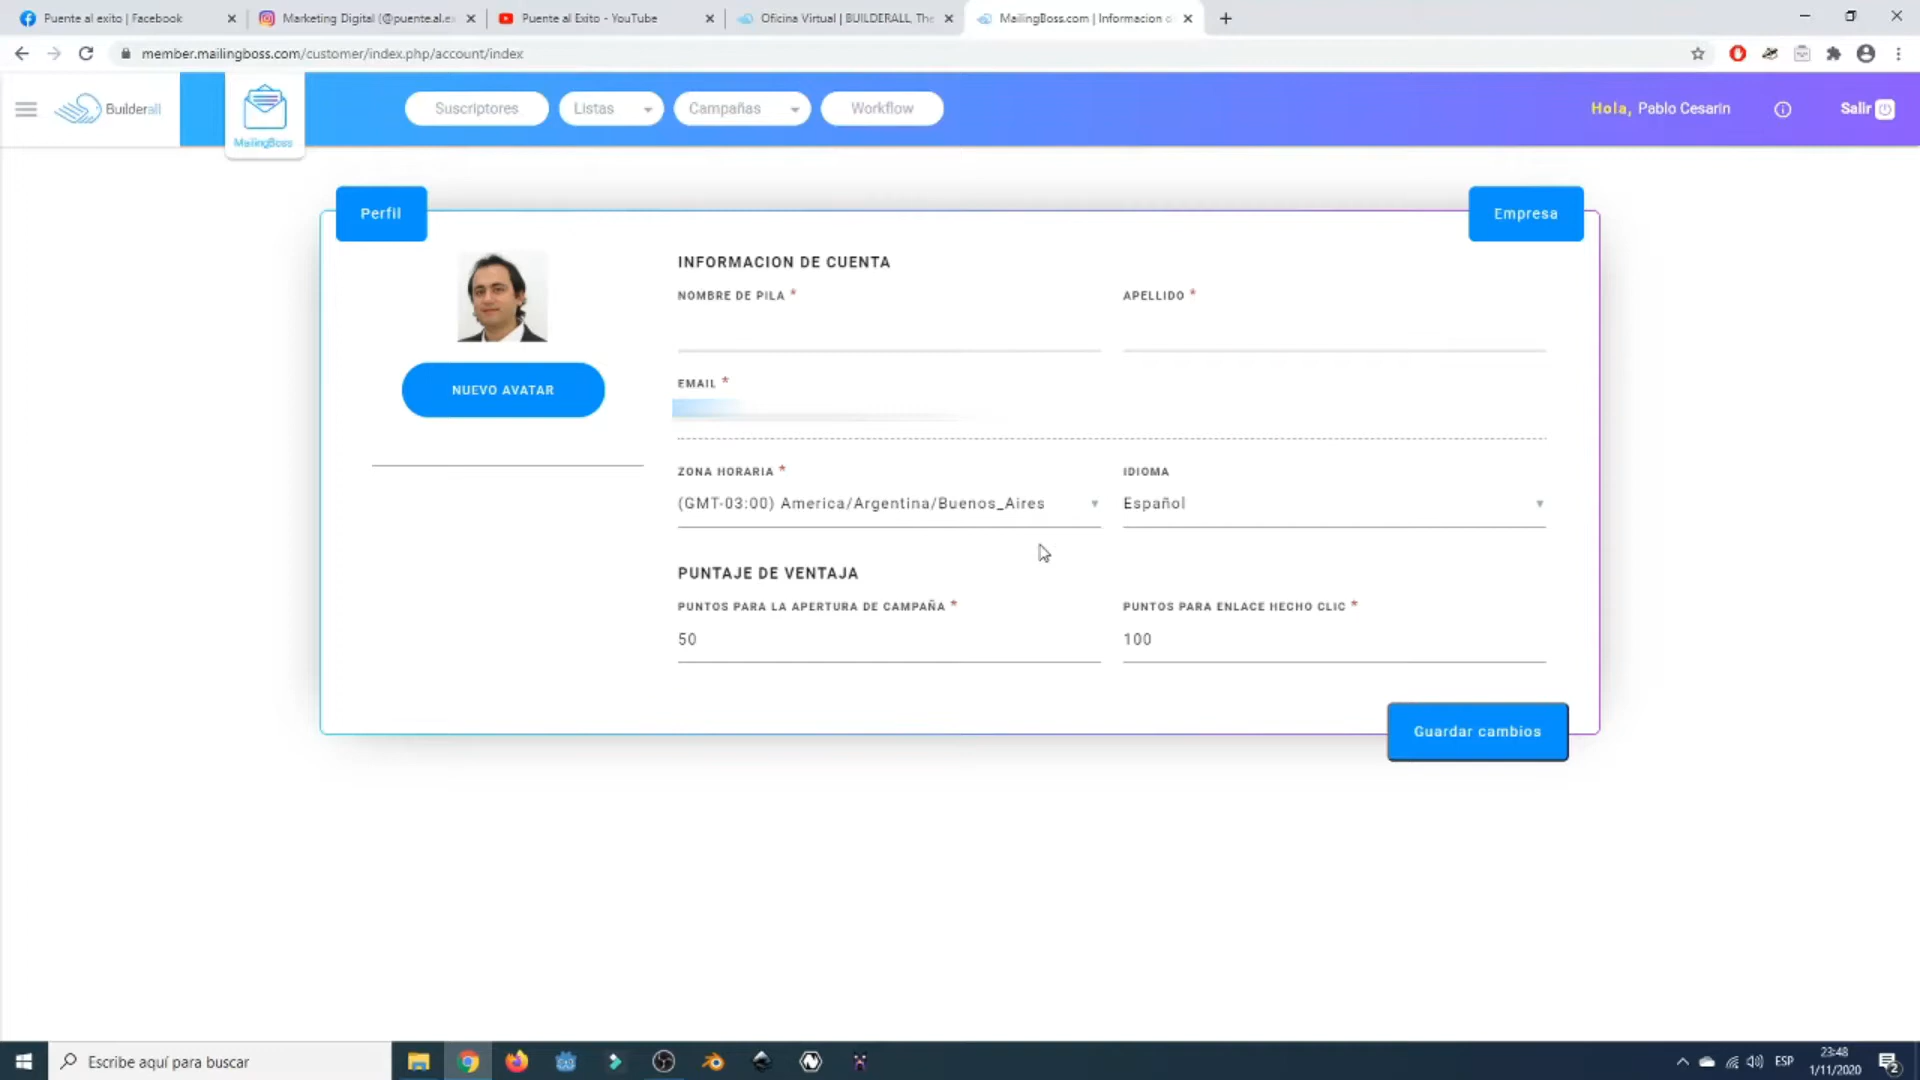 Puente al exito | Facebook
Marketing Digital (@puente.al.e
Puente al Exito - YouTube
Oficina Virtual | BUILDERALL, The
MailingBoss.com | Informacion
member.mailingboss.com/customer/index.php/account/index
Builderall
MailingBoss
Suscriptores
Listas
Campañas
Workflow
Hola, Pablo Cesarin
Salir
Perfil
Empresa
INFORMACION DE CUENTA
NOMBRE DE PILA *
APELLIDO *
NUEVO AVATAR
EMAIL *
ZONA HORARIA *
IDIOMA
(GMT-03:00) America/Argentina/Buenos_Aires
Español
PUNTAJE DE VENTAJA
PUNTOS PARA LA APERTURA DE CAMPAÑA *
PUNTOS PARA ENLACE HECHO CLIC *
50
100
Guardar cambios
Escribe aquí para buscar
ESP
23:48
1/11/2020
2